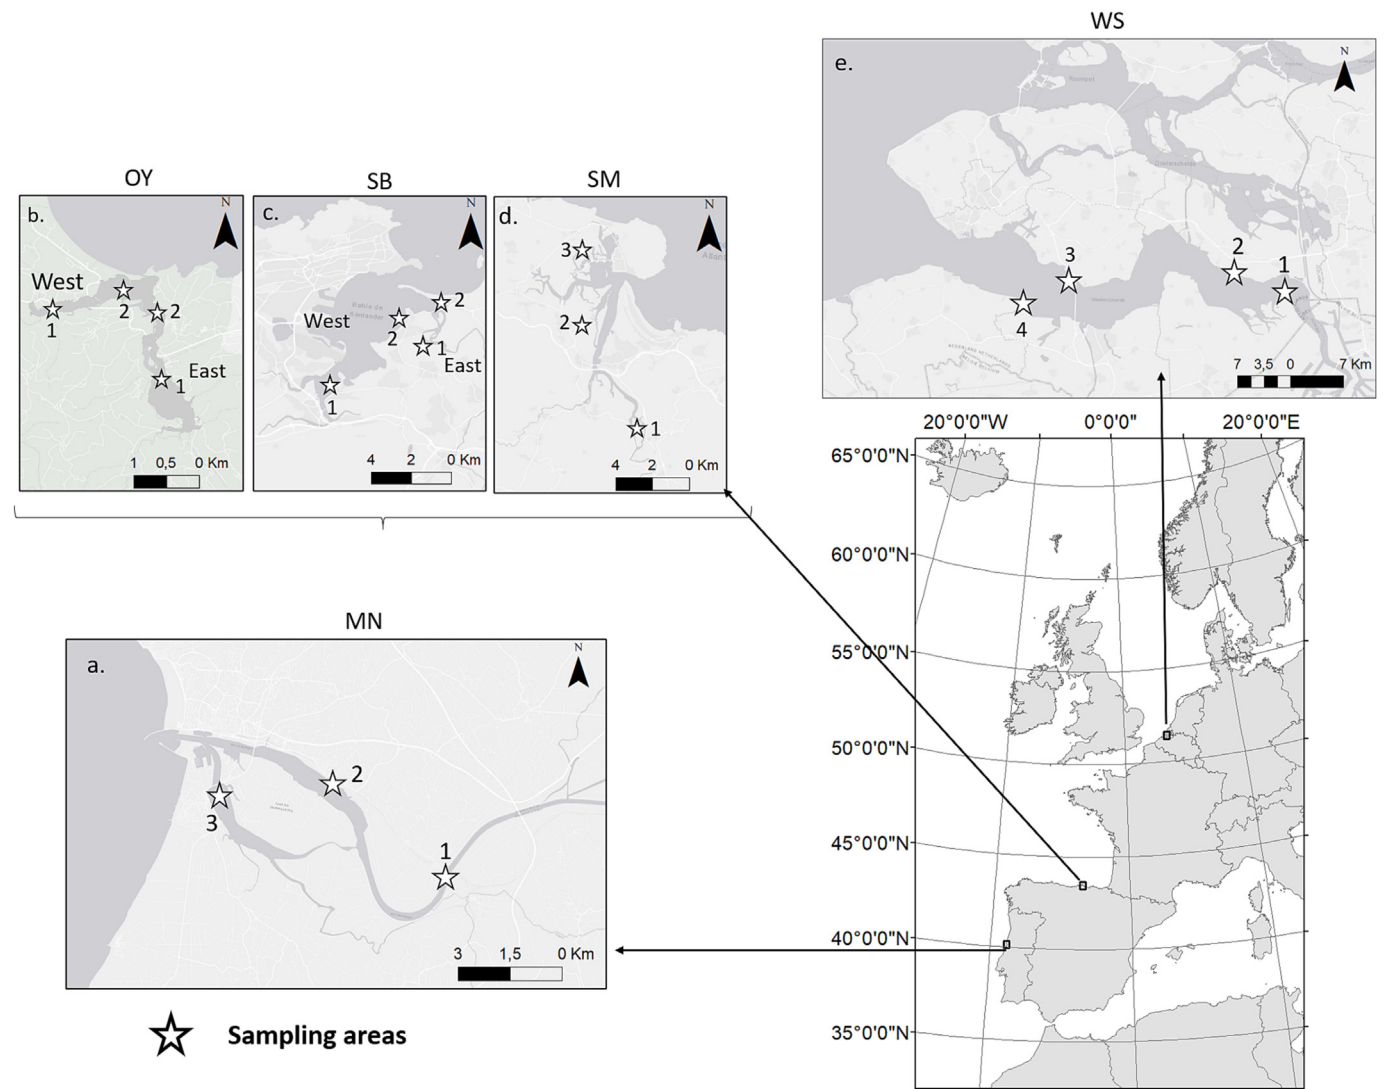 WS
e.
N
3
2
1
4
7 3,5 0 7 Km
OY
SB
SM
b.
N
West
1
2
2
East
1
1 0,5 0 Km
c.
N
Bahía de
Santander
West
2
2
1
East
1
4 2 0 Km
d.
N
3
2
1
4 2 0 Km
20°0'0"W 0°0'0" 20°0'0"E
65°0'0"N
60°0'0"N
55°0'0"N
50°0'0"N
45°0'0"N
40°0'0"N
35°0'0"N
MN
a.
N
2
3
1
3 1,5 0 Km
Sampling areas